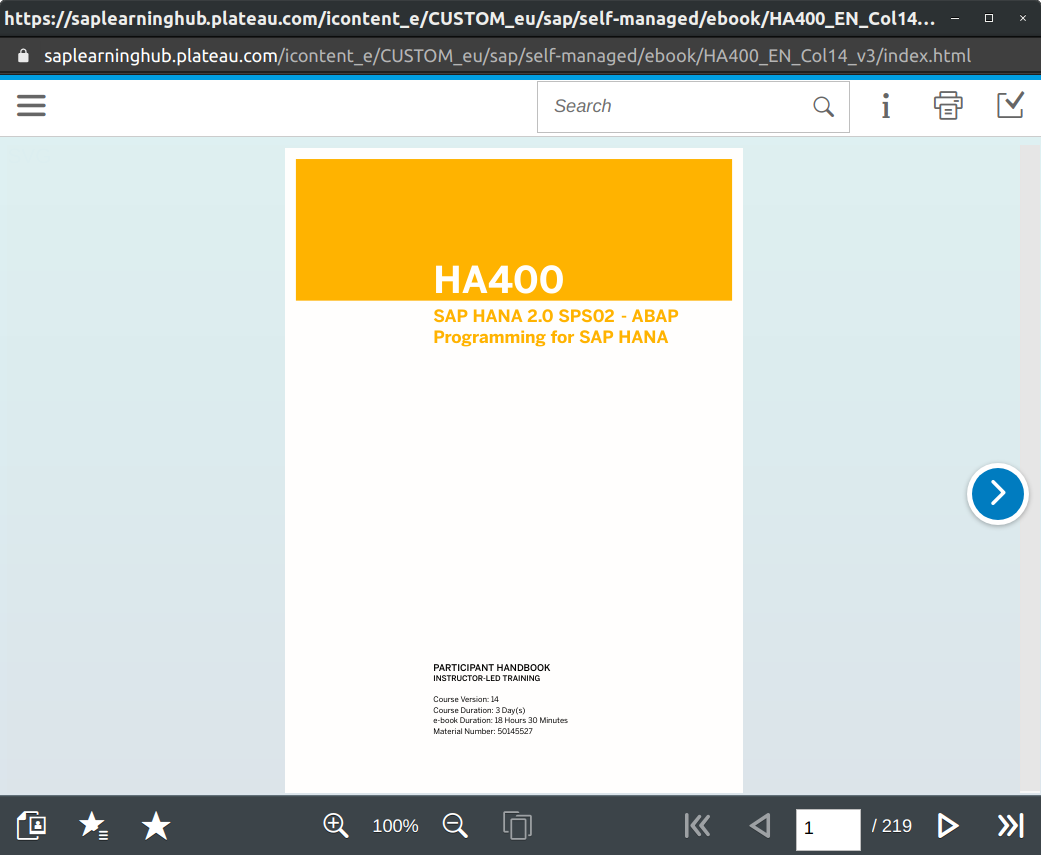 https://saplearninghub.plateau.com/icontent_e/CUSTOM_eu/sap/self-managed/ebook/HA400_EN_Col14...
saplearninghub.plateau.com/icontent_e/CUSTOM_eu/sap/self-managed/ebook/HA400_EN_Col14_v3/index.html
Search
HA400
SAP HANA 2.0 SPS02 - ABAP
Programming for SAP HANA
PARTICIPANT HANDBOOK
INSTRUCTOR-LED TRAINING
Course Version: 14
Course Duration: 3 Day(s)
e-book Duration: 18 Hours 30 Minutes
Material Number: 50145527
100%
1 / 219